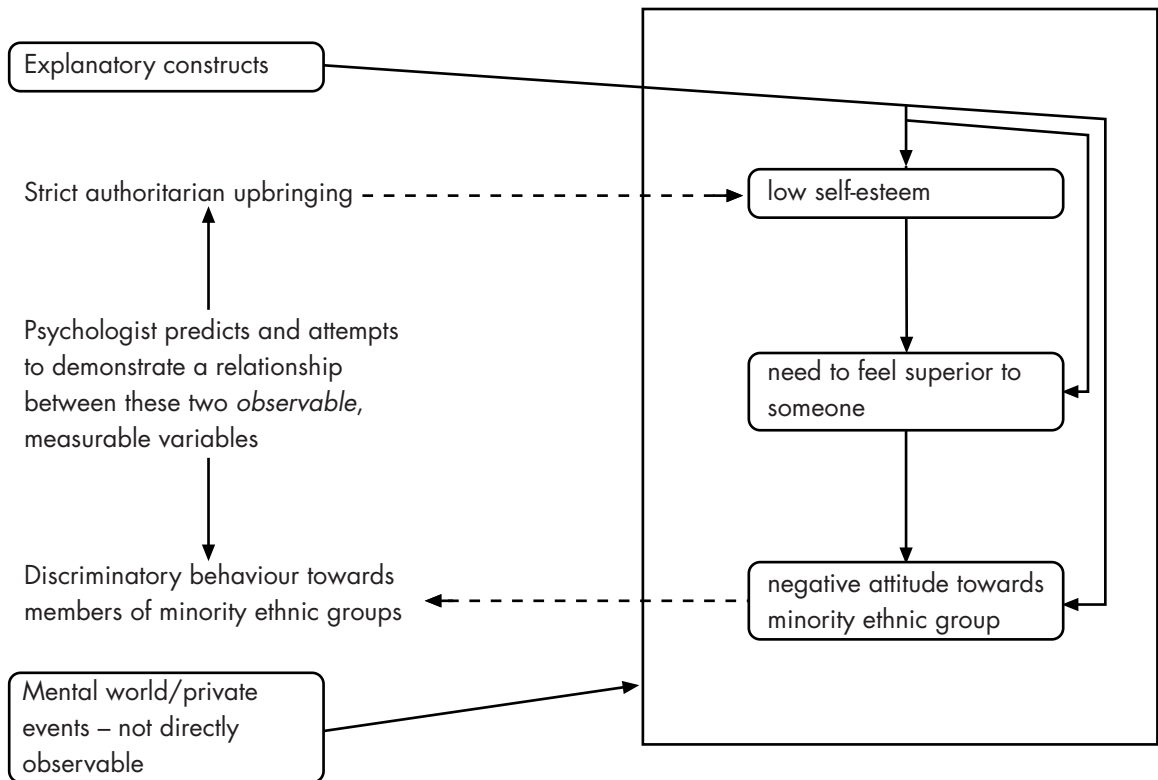 Explanatory constructs
Strict authoritarian upbringing
low self-esteem
Psychologist predicts and attempts
to demonstrate a relationship
between these two observable,
measurable variables
need to feel superior to
someone
Discriminatory behaviour towards
members of minority ethnic groups
negative attitude towards
minority ethnic group
Mental world/private
events – not directly
observable